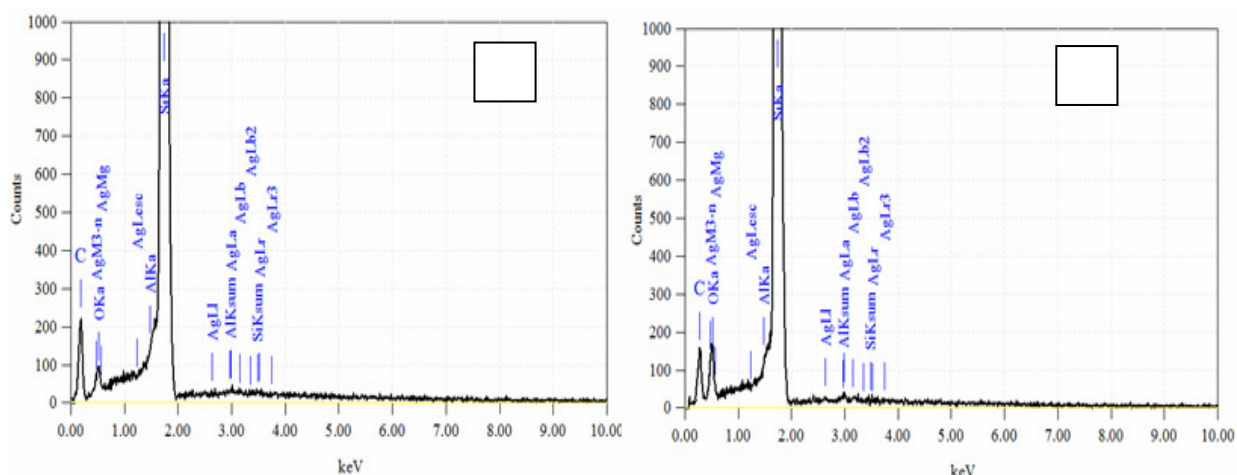 1000
900
800
700
600
500
400
300
200
100
0
Counts
C
OKa
AgM3-n
AgMg
AgLesc
AlKa
SiKa
AgLl
AlKsum
AgLa
AgLb
AgLb2
SiKsum
AgLr
AgLr3
0.00 1.00 2.00 3.00 4.00 5.00 6.00 7.00 8.00 9.00 10.00
keV
1000
900
800
700
600
500
400
300
200
100
0
Counts
C
OKa
AgM3-n
AgMg
AgLesc
AlKa
SiKa
AgLl
AlKsum
AgLa
AgLb
AgLb2
SiKsum
AgLr
AgLr3
0.00 1.00 2.00 3.00 4.00 5.00 6.00 7.00 8.00 9.00 10.00
keV